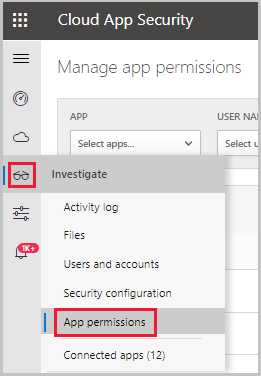 Cloud App Security
Manage app permissions
APP
USER NA
Select apps...
Select us
Investigate
Activity log
Files
Users and accounts
Security configuration
1K+
App permissions
Connected apps (12)